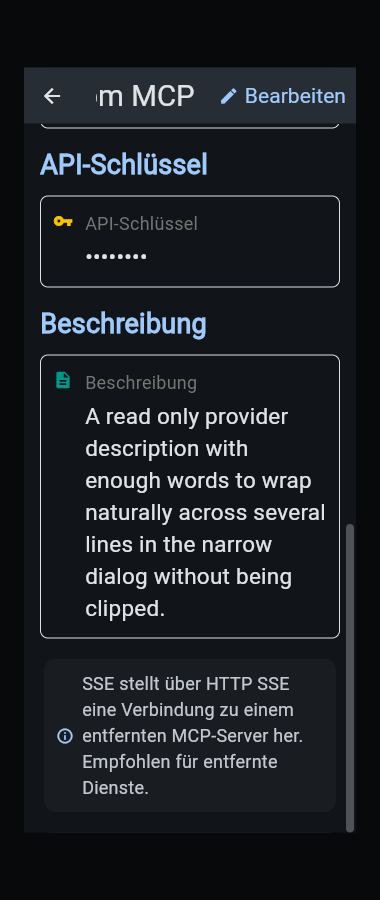 m MCP
Bearbeiten
API-Schlüssel
API-Schlüssel
••••••••
Beschreibung
Beschreibung
A read only provider
description with
enough words to wrap
naturally across several
lines in the narrow
dialog without being
clipped.
SSE stellt über HTTP SSE
eine Verbindung zu einem
entfernten MCP-Server her.
Empfohlen für entfernte
Dienste.